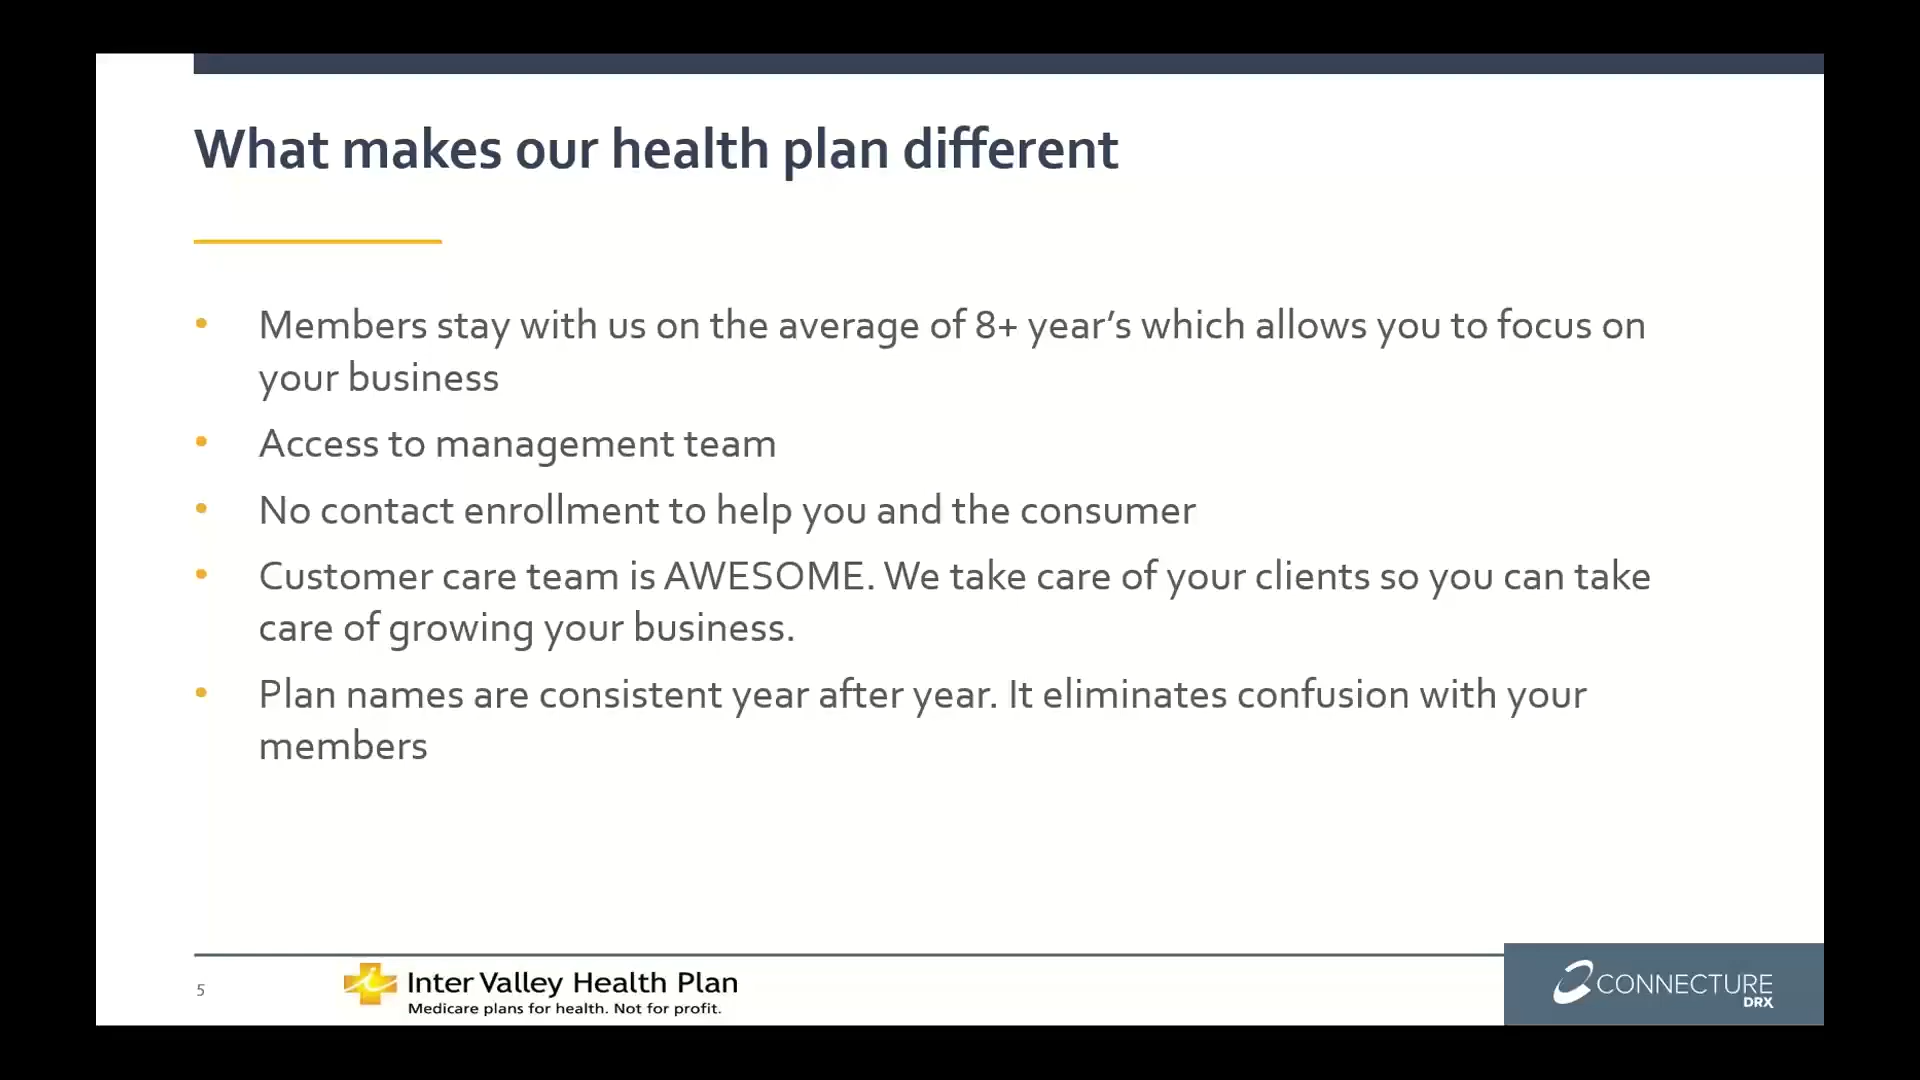 What makes our health plan different
• Members stay with us on the average of 8+ year’s which allows you to focus on
your business
• Access to management team
• No contact enrollment to help you and the consumer
• Customer care team is AWESOME. We take care of your clients so you can take
care of growing your business.
• Plan names are consistent year after year. It eliminates confusion with your
members
5
Inter Valley Health Plan
Medicare plans for health. Not for profit.
CONNECTURE
DRX